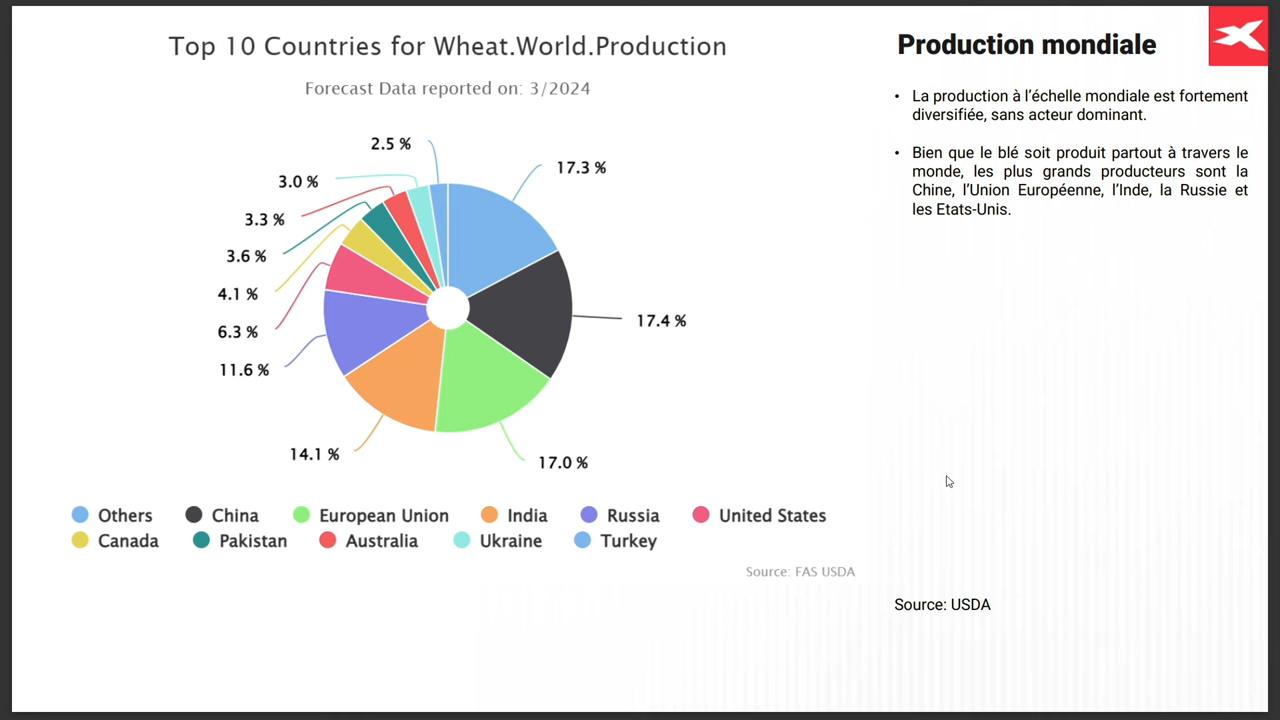 Top 10 Countries for Wheat.World.Production
Forecast Data reported on: 3/2024
2.5 %
17.3 %
3.0 %
3.3 %
3.6 %
4.1 %
17.4 %
6.3 %
11.6 %
14.1 %
17.0 %
Others China European Union India Russia United States
Canada Pakistan Australia Ukraine Turkey
Source: FAS USDA
Production mondiale
• La production à l’échelle mondiale est fortement
diversifiée, sans acteur dominant.
• Bien que le blé soit produit partout à travers le
monde, les plus grands producteurs sont la
Chine, l’Union Européenne, l’Inde, la Russie et
les Etats-Unis.
Source: USDA